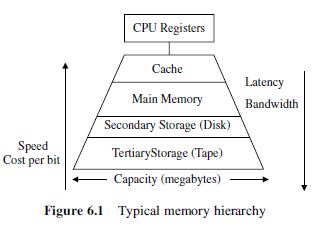 CPU Registers
Cache
Latency
Main Memory
Bandwidth
Secondary Storage (Disk)
Speed
TertiaryStorage (Tape)
Cost per bit
Capacity (megabytes)
Figure 6.1 Typical memory hierarchy